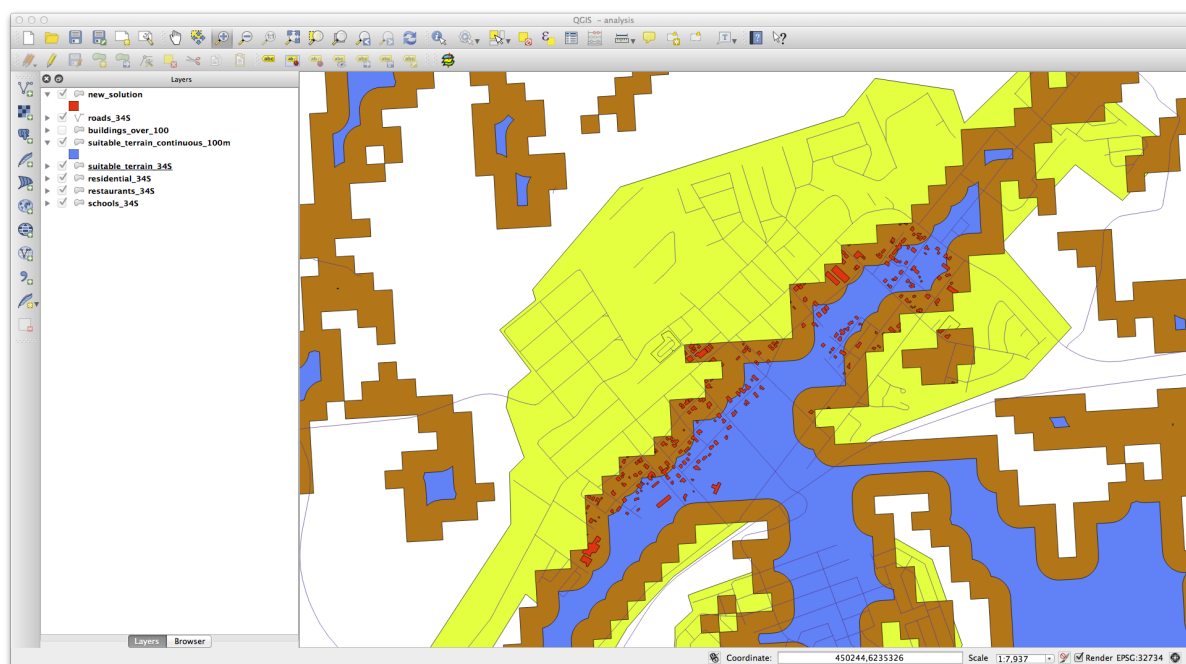 QGIS - analysis
Layers
new_solution
roads_34S
buildings_over_100
suitable_terrain_continuous_100m
suitable_terrain_34S
residential_34S
restaurants_34S
schools_34S
Layers Browser
Coordinate: 450244,6235326 Scale 1:7,937 Render EPSG:32734